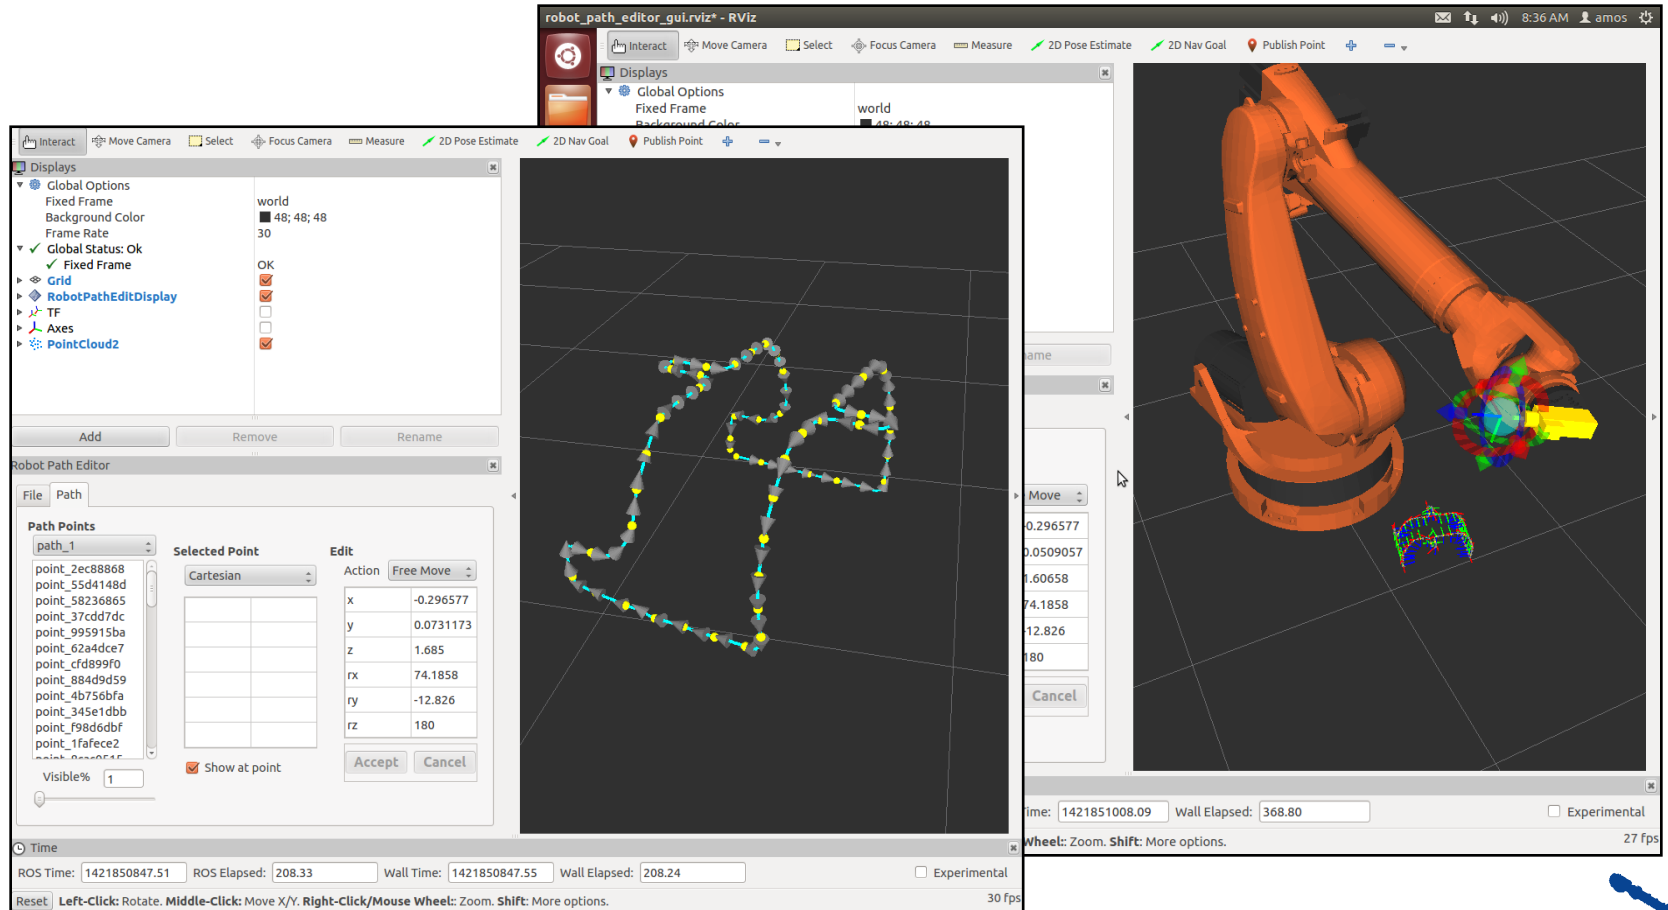 robot_path_editor_gui.rviz* - RViz
8:36 AM amos
Interact Move Camera Select Focus Camera Measure 2D Pose Estimate 2D Nav Goal Publish Point
Displays
Global Options
Fixed Frame world
Background Color 48; 48; 48
Interact Move Camera Select Focus Camera Measure 2D Pose Estimate 2D Nav Goal Publish Point
Displays
Global Options
Fixed Frame world
Background Color 48; 48; 48
Frame Rate 30
Global Status: Ok
Fixed Frame OK
Grid
RobotPathEditDisplay
TF
Axes
PointCloud2
Add Remove Rename
Robot Path Editor
File Path
Path Points
path_1
point_2ec88868
point_55d4148d
point_58236865
point_37cdd7dc
point_995915ba
point_62a4dce7
point_cfd899f0
point_884d9d59
point_4b756bfa
point_345e1dbb
point_f98d6dbf
point_1fafece2
Visible% 1
Selected Point
Cartesian
Show at point
Edit
Action Free Move
x -0.296577
y 0.0731173
z 1.685
rx 74.1858
ry -12.826
rz 180
Accept Cancel
Time
ROS Time: 1421850847.51 ROS Elapsed: 208.33 Wall Time: 1421850847.55 Wall Elapsed: 208.24 Experimental
Reset Left-Click: Rotate. Middle-Click: Move X/Y. Right-Click/Mouse Wheel:: Zoom. Shift: More options. 30 fps
Move
-0.296577
0.0509057
1.60658
74.1858
-12.826
180
Cancel
ime: 1421851008.09 Wall Elapsed: 368.80 Experimental
Wheel:: Zoom. Shift: More options. 27 fps